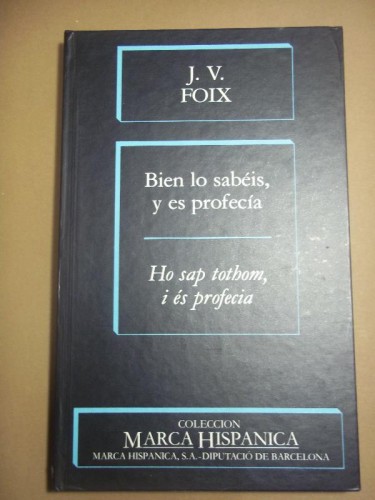 J. V.
FOIX
Bien lo sabéis,
y es profecía
Ho sap tothom,
i és profecia
COLECCION
MARCA HISPANICA
MARCA HISPANICA, S.A.-DIPUTACIÓ DE BARCELONA